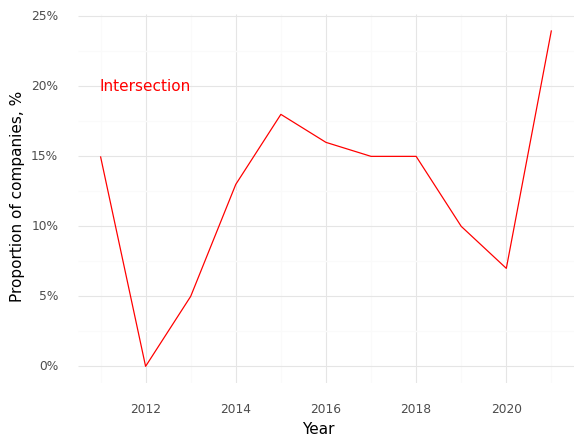 25%
20%
Intersection
15%
10%
5%
0%
Proportion of companies, %
2012 2014 2016 2018 2020
Year